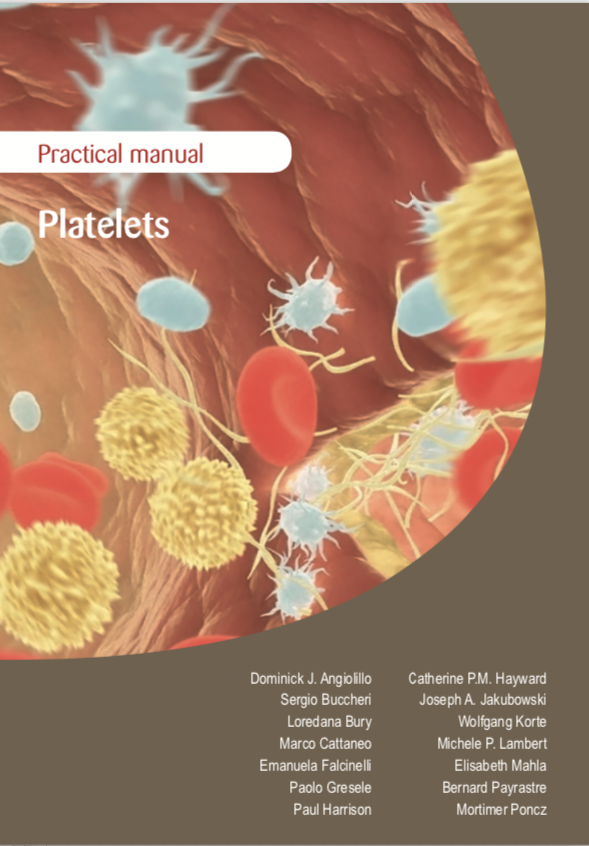 Practical manual
Platelets
Dominick J. Angiolillo
Sergio Buccheri
Loredana Bury
Marco Cattaneo
Emanuela Falcinelli
Paolo Gresele
Paul Harrison
Catherine P.M. Hayward
Joseph A. Jakubowski
Wolfgang Korte
Michele P. Lambert
Elisabeth Mahla
Bernard Payrastre
Mortimer Poncz